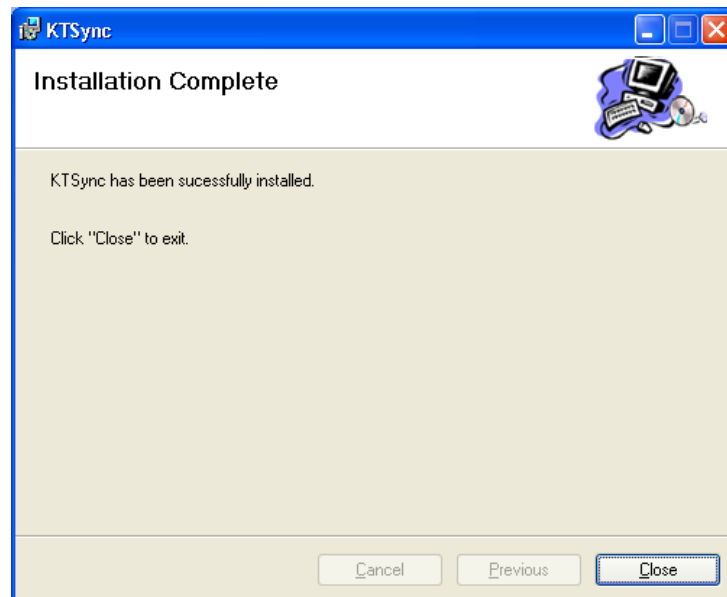 KTSync
Installation Complete
KTSync has been sucessfully installed.
Click "Close" to exit.
Cancel
Previous
Close